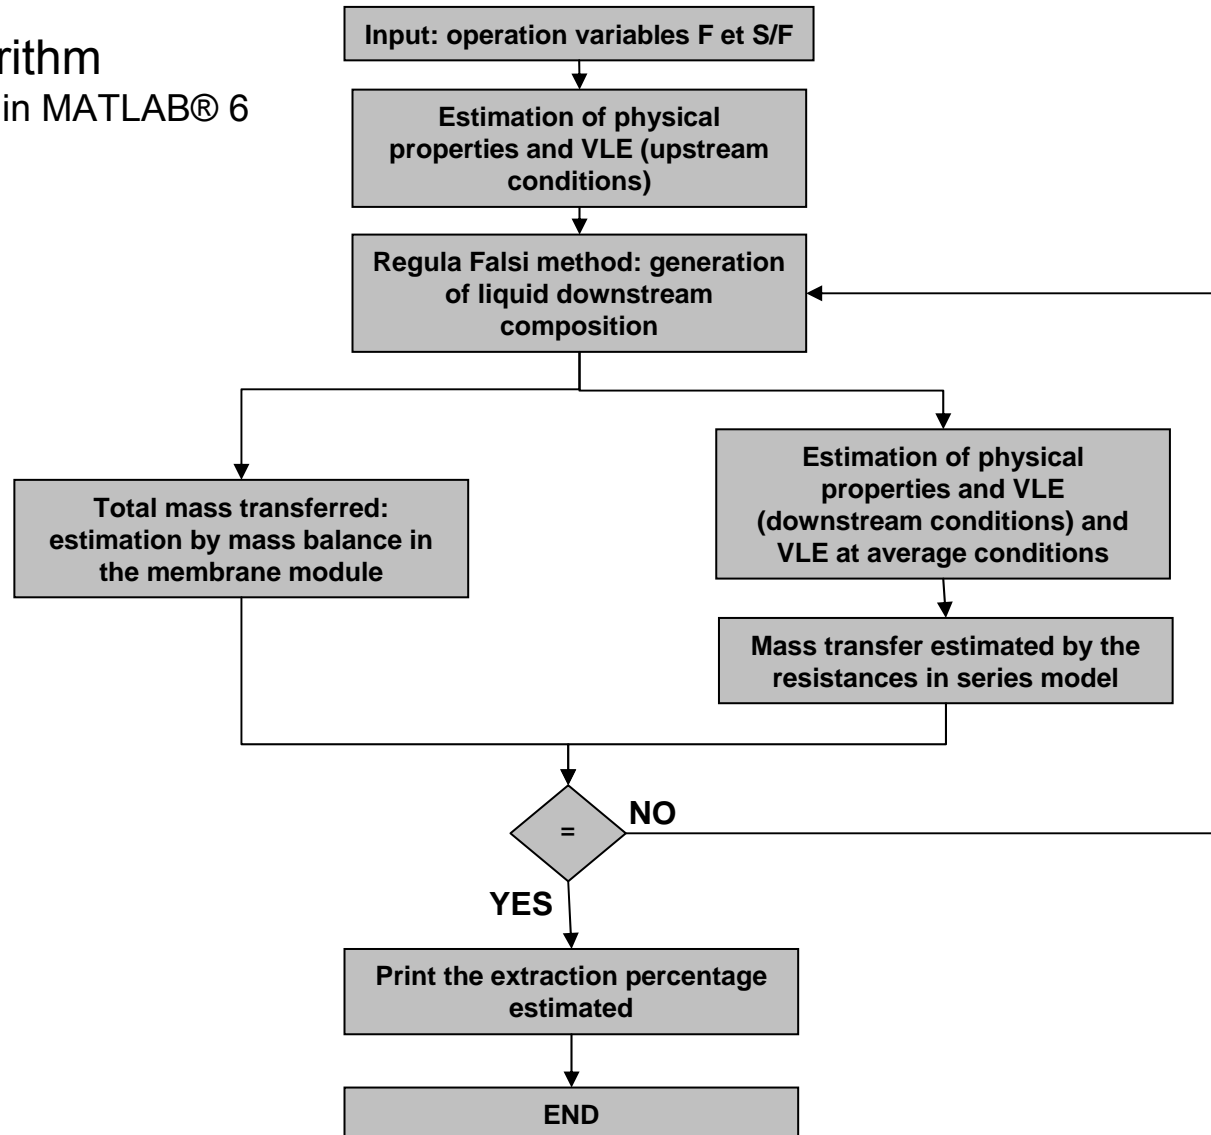 rithm
in MATLAB® 6
Input: operation variables F et S/F
Estimation of physical
properties and VLE (upstream
conditions)
Regula Falsi method: generation
of liquid downstream
composition
Total mass transferred:
estimation by mass balance in
the membrane module
Estimation of physical
properties and VLE
(downstream conditions) and
VLE at average conditions
Mass transfer estimated by the
resistances in series model
=
NO
YES
Print the extraction percentage
estimated
END